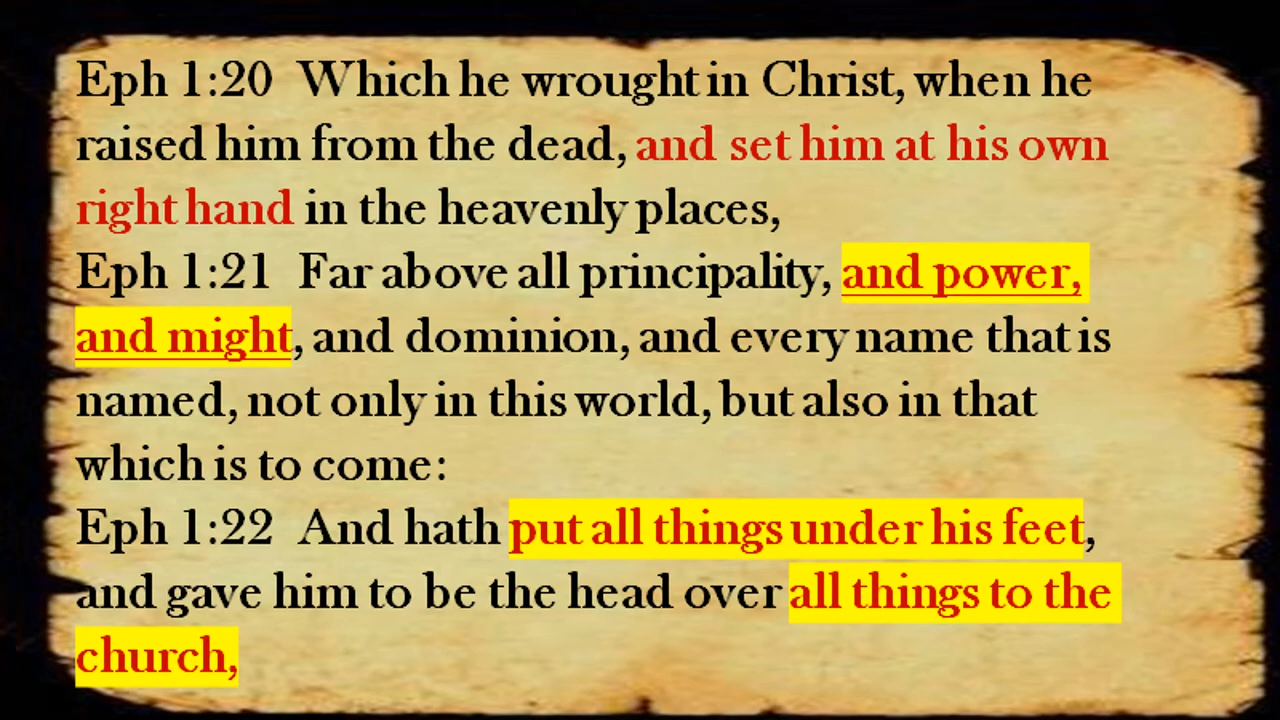 Eph 1:20 Which he wrought in Christ, when he
raised him from the dead, and set him at his own
right hand in the heavenly places,
Eph 1:21 Far above all principality, and power,
and might, and dominion, and every name that is
named, not only in this world, but also in that
which is to come:
Eph 1:22 And hath put all things under his feet,
and gave him to be the head over all things to the
church,